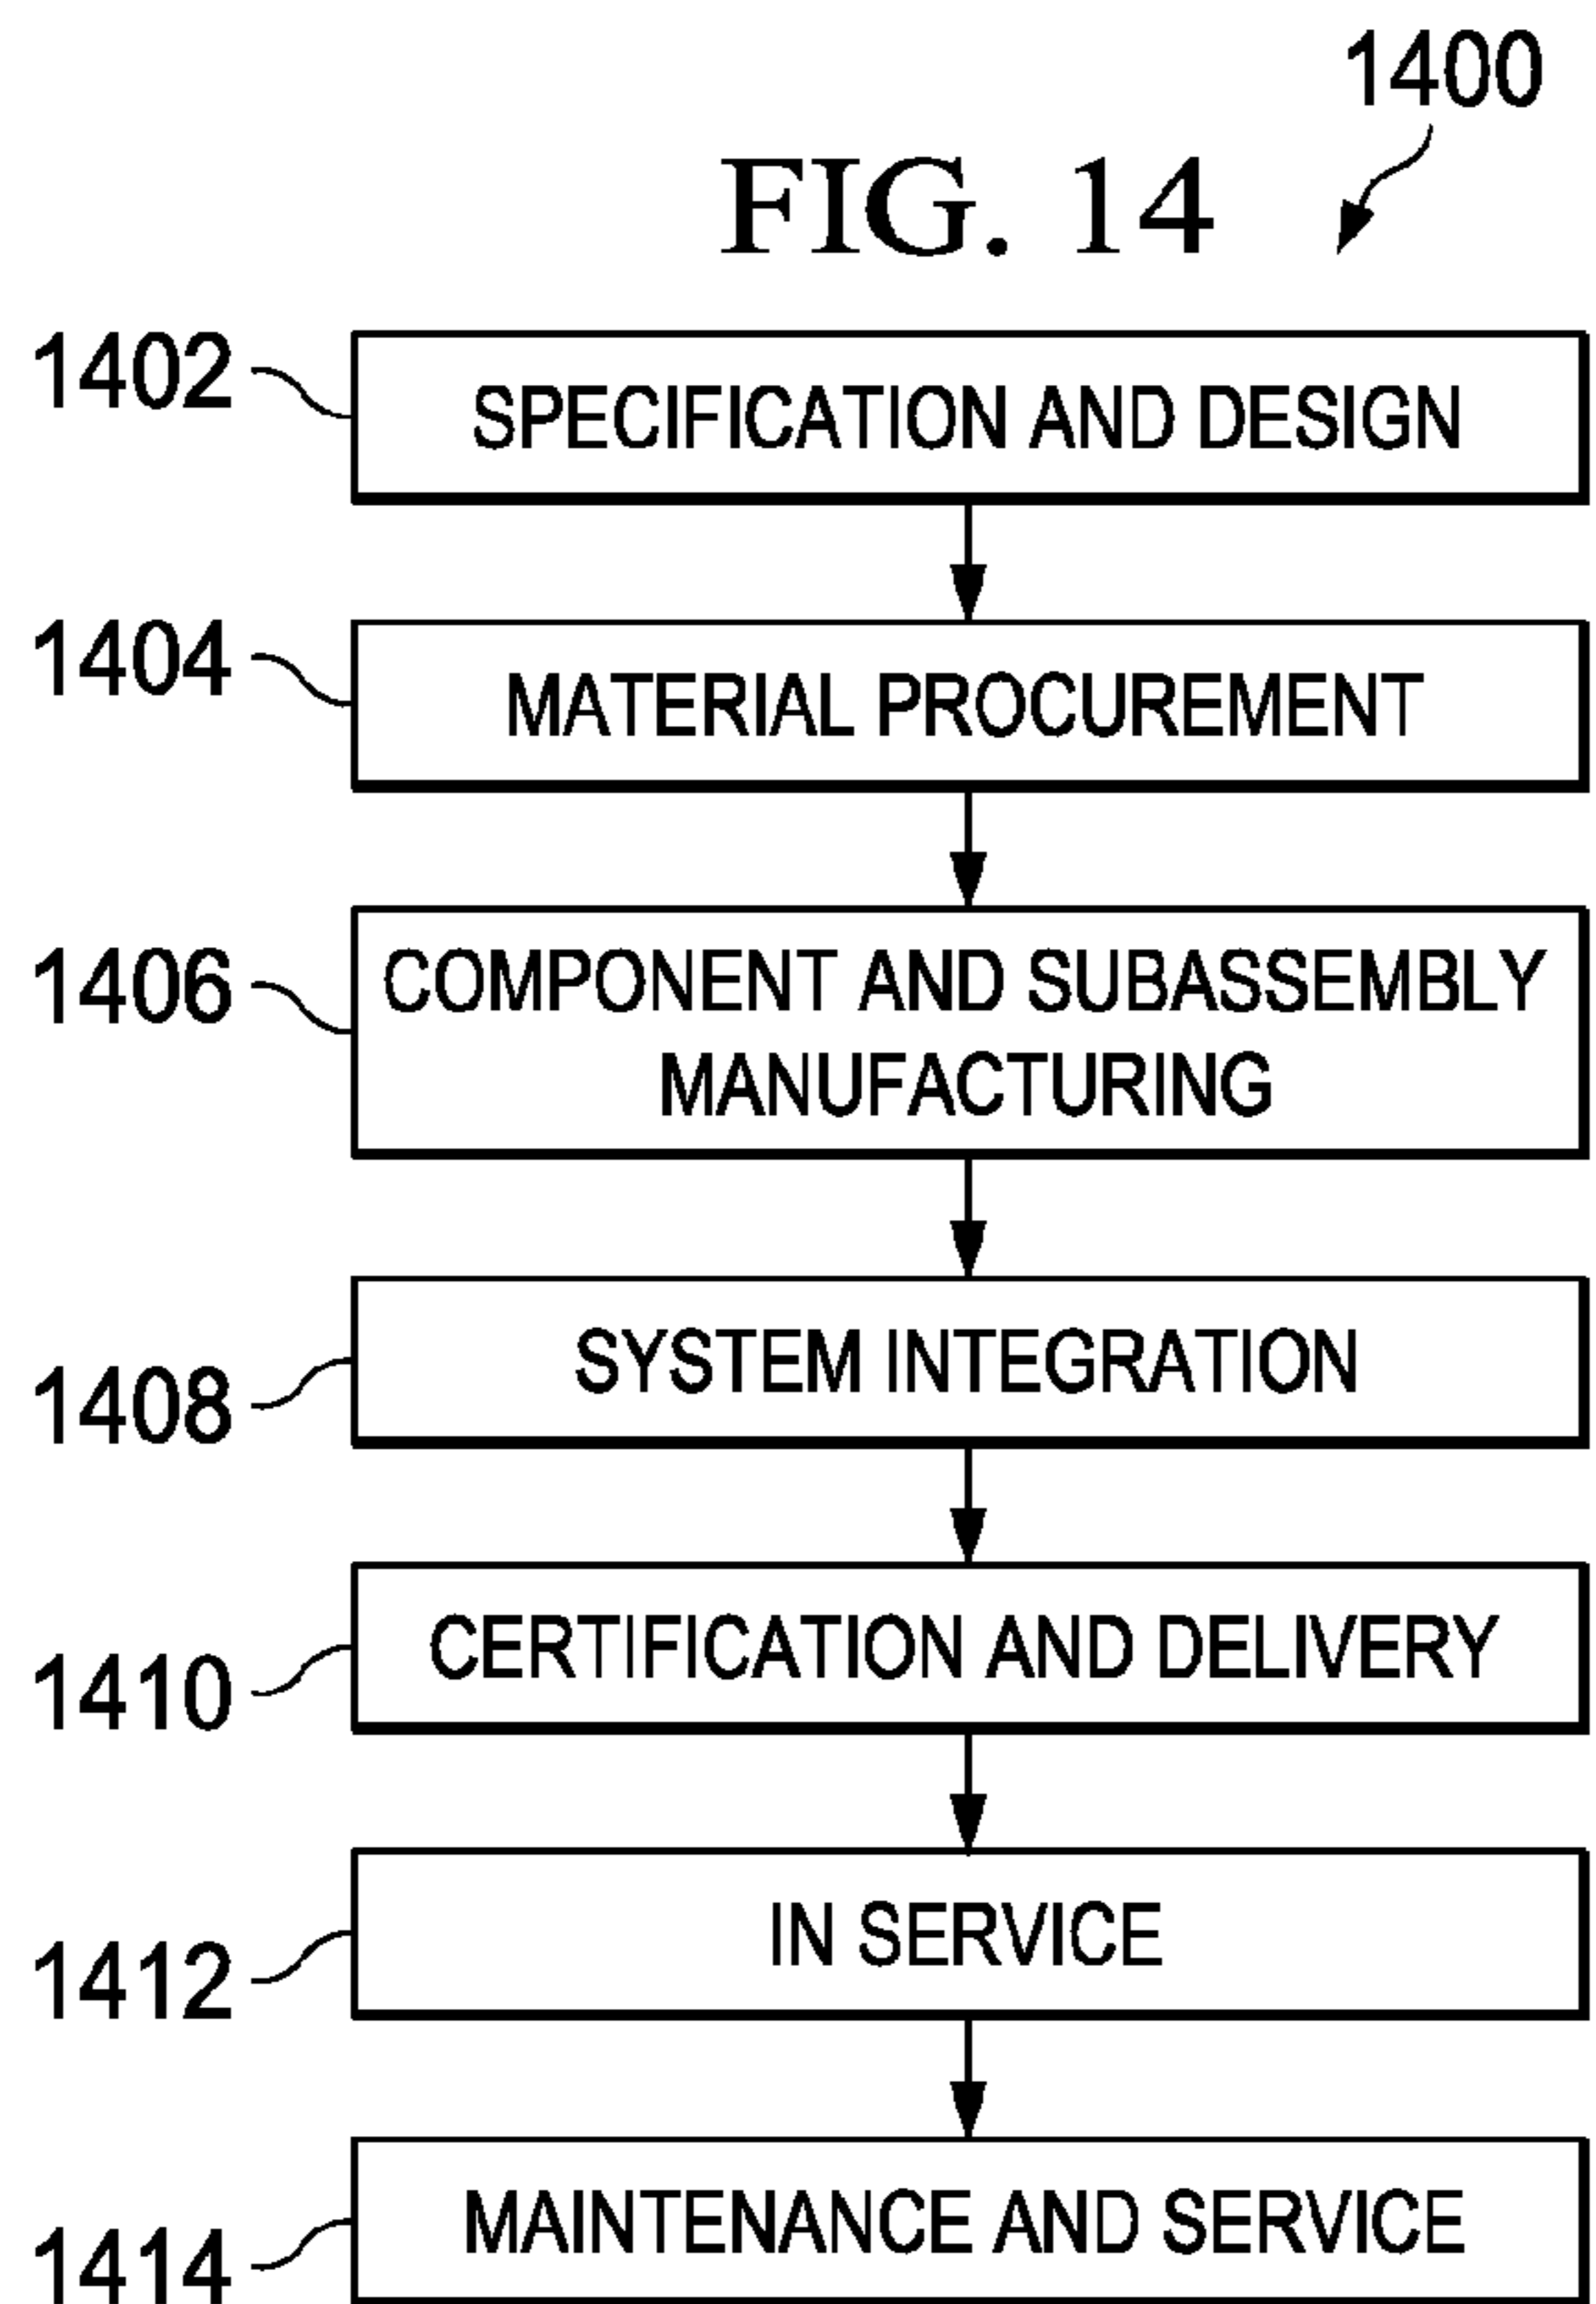 1400
FIG. 14
1402
SPECIFICATION AND DESIGN
1404
MATERIAL PROCUREMENT
1406
COMPONENT AND SUBASSEMBLY
MANUFACTURING
1408
SYSTEM INTEGRATION
1410
CERTIFICATION AND DELIVERY
1412
IN SERVICE
1414
MAINTENANCE AND SERVICE